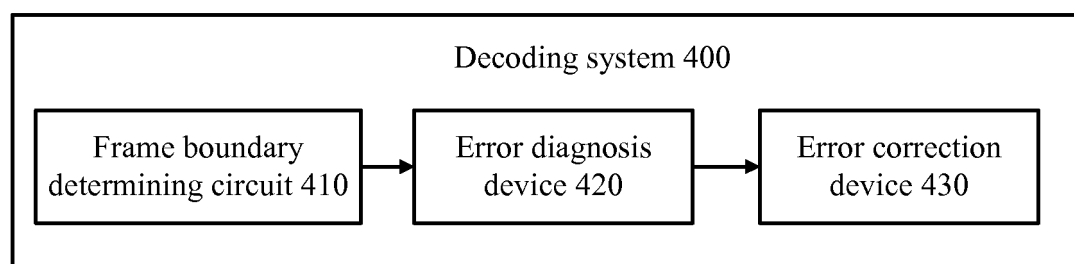 Decoding system 400
Frame boundary
determining circuit 410
Error diagnosis
device 420
Error correction
device 430